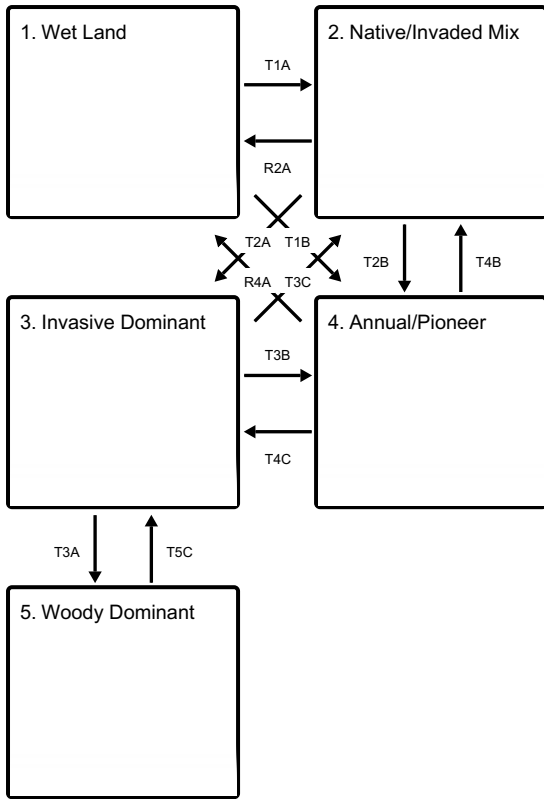 1. Wet Land
2. Native/Invaded Mix
T1A
R2A
T2A
T1B
R4A
T3C
T2B
T4B
3. Invasive Dominant
4. Annual/Pioneer
T3B
T4C
T3A
T5C
5. Woody Dominant